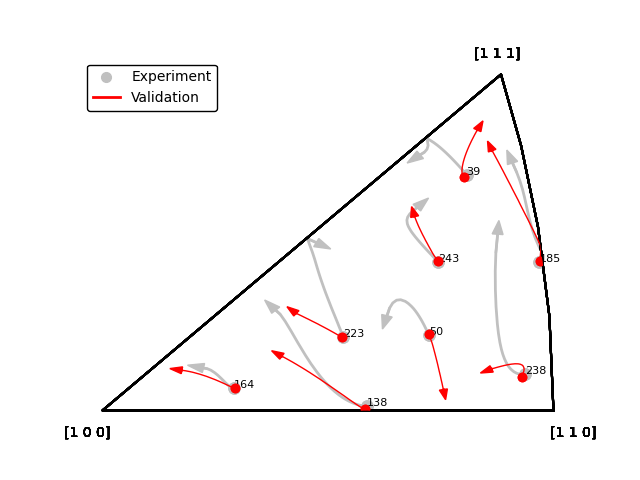 [1 1 1]
Experiment
Validation
39
243
185
223
50
238
164
138
[1 0 0]
[1 1 0]